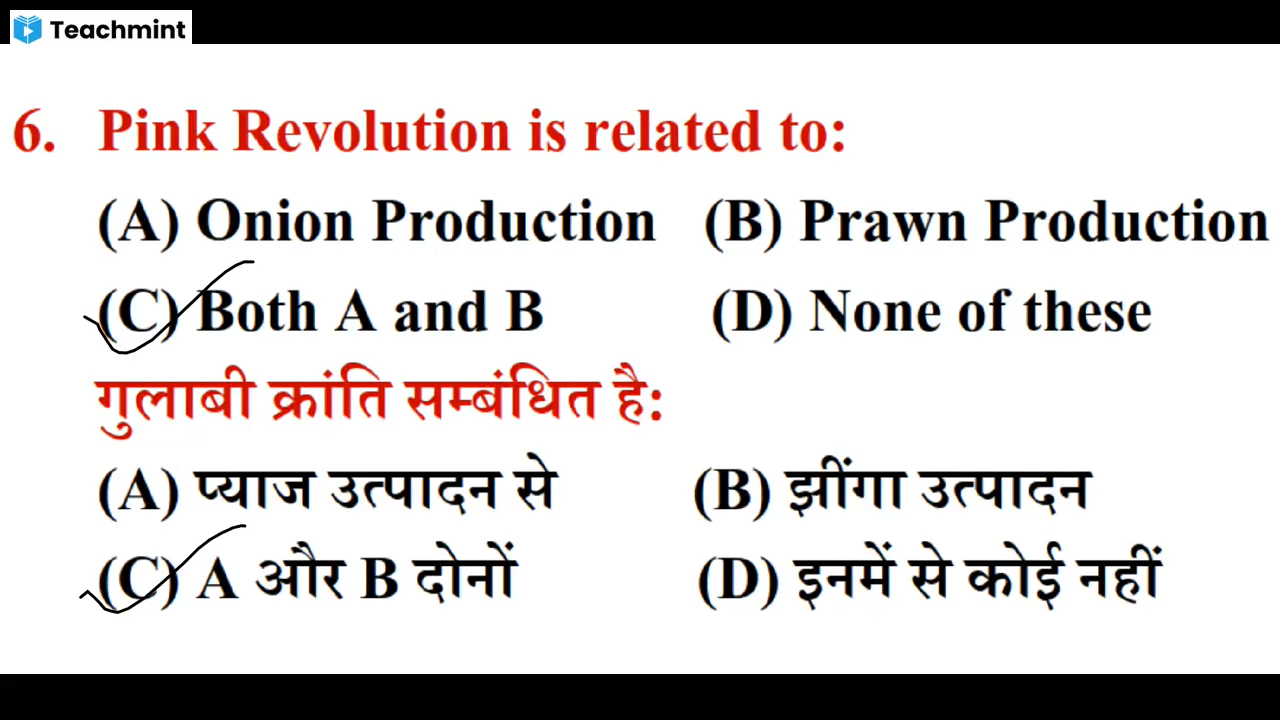 Teachmint
6. Pink Revolution is related to:
(A) Onion Production (B) Prawn Production
(C) Both A and B (D) None of these
गुलाबी क्रांति सम्बंधित है:
(A) प्याज उत्पादन से (B) झींगा उत्पादन
(C) A और B दोनों (D) इनमें से कोई नहीं